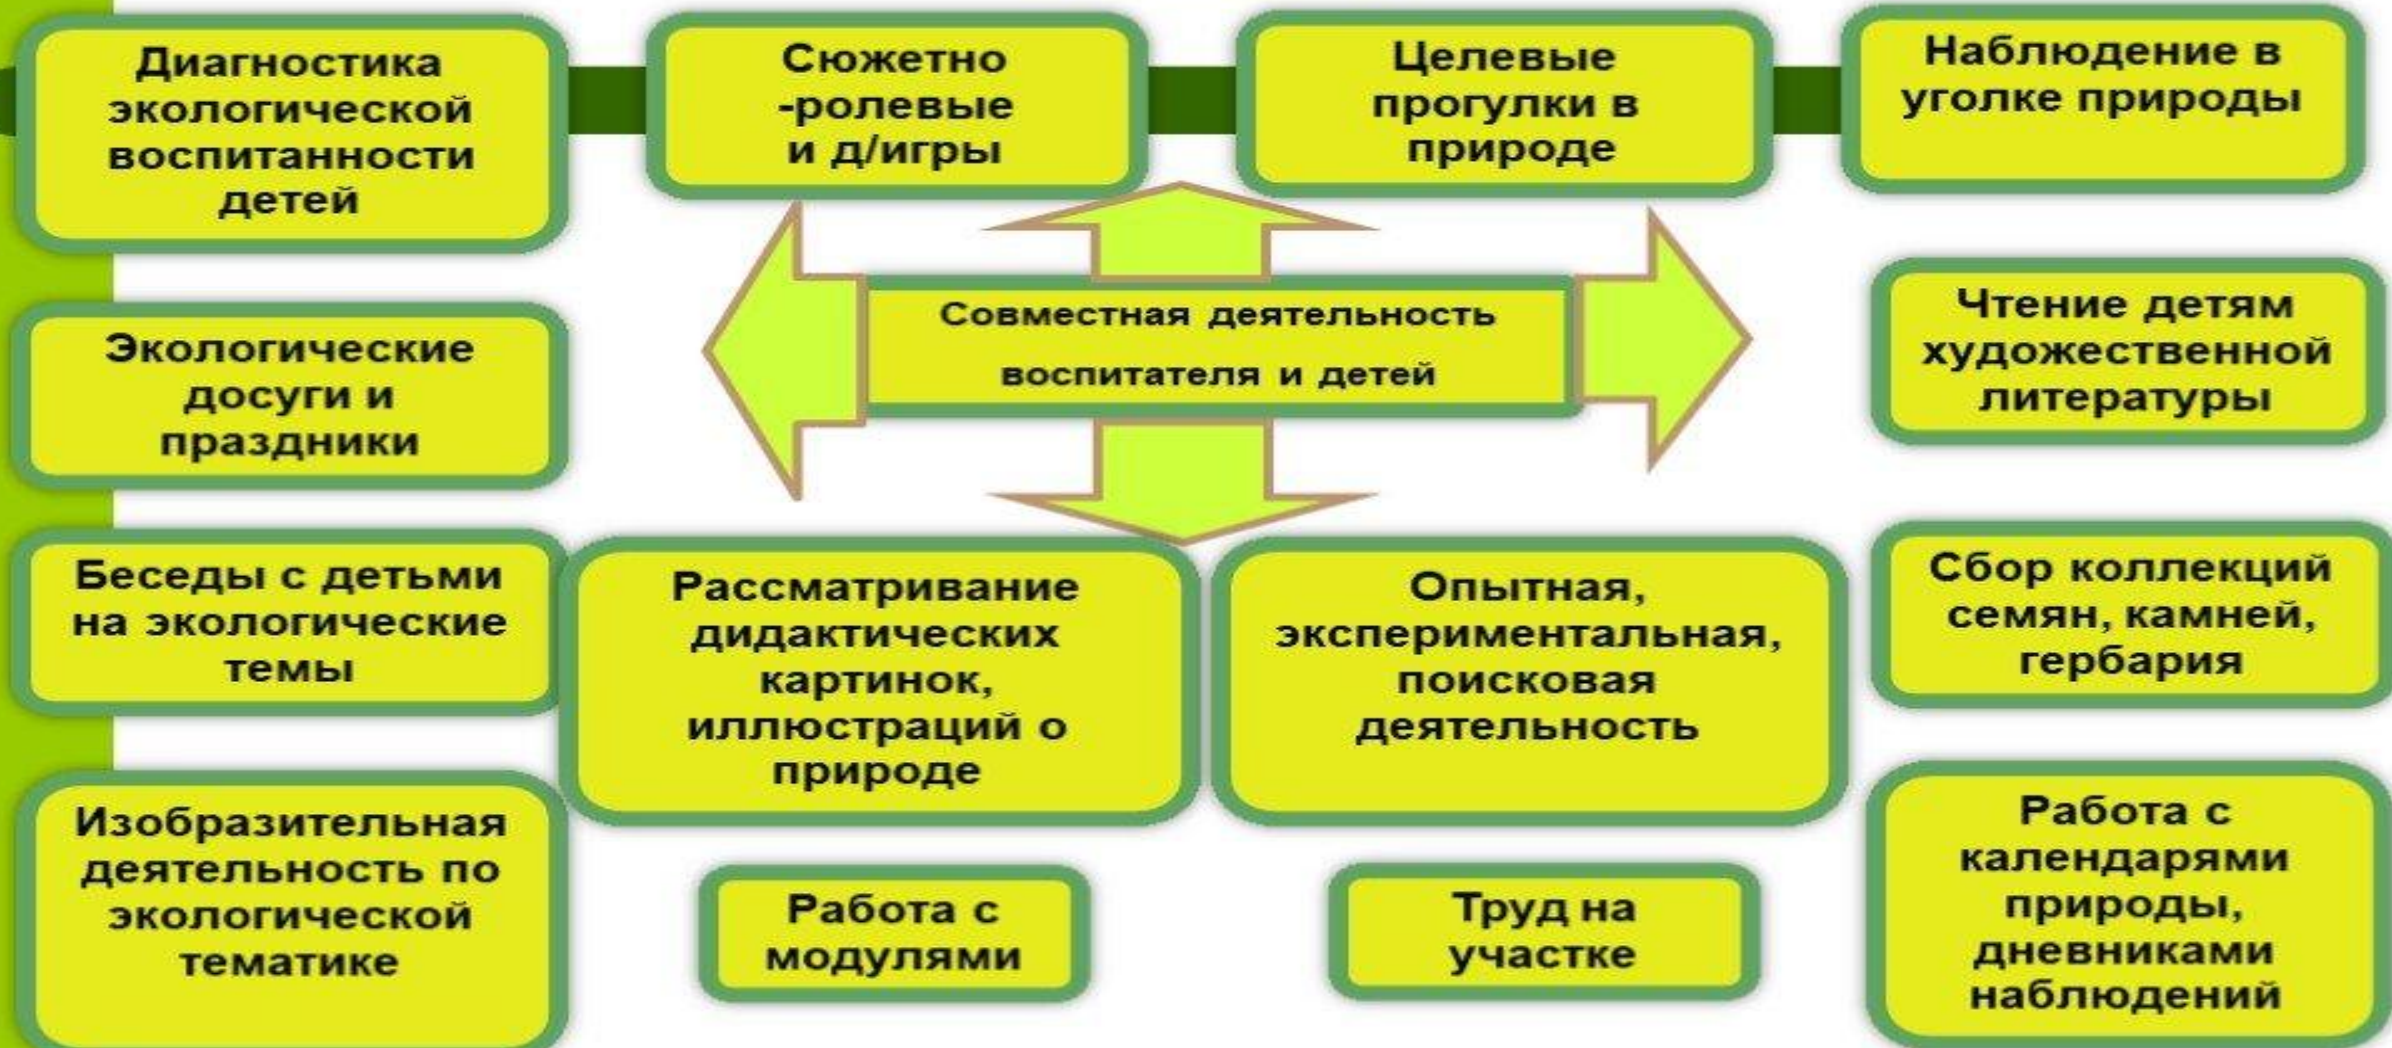 Диагностика
экологической
воспитанности
детей
Сюжетно
-ролевые
и д/игры
Целевые
прогулки в
природе
Наблюдение в
уголке природы
Совместная деятельность
воспитателя и детей
Экологические
досуги и
праздники
Чтение детям
художественной
литературы
Беседы с детьми
на экологические
темы
Рассматривание
дидактических
картинок,
иллюстраций о
природе
Опытная,
экспериментальная,
поисковая
деятельность
Сбор коллекций
семян, камней,
гербария
Изобразительная
деятельность по
экологической
тематике
Работа с
модулями
Труд на
участке
Работа с
календарями
природы,
дневниками
наблюдений